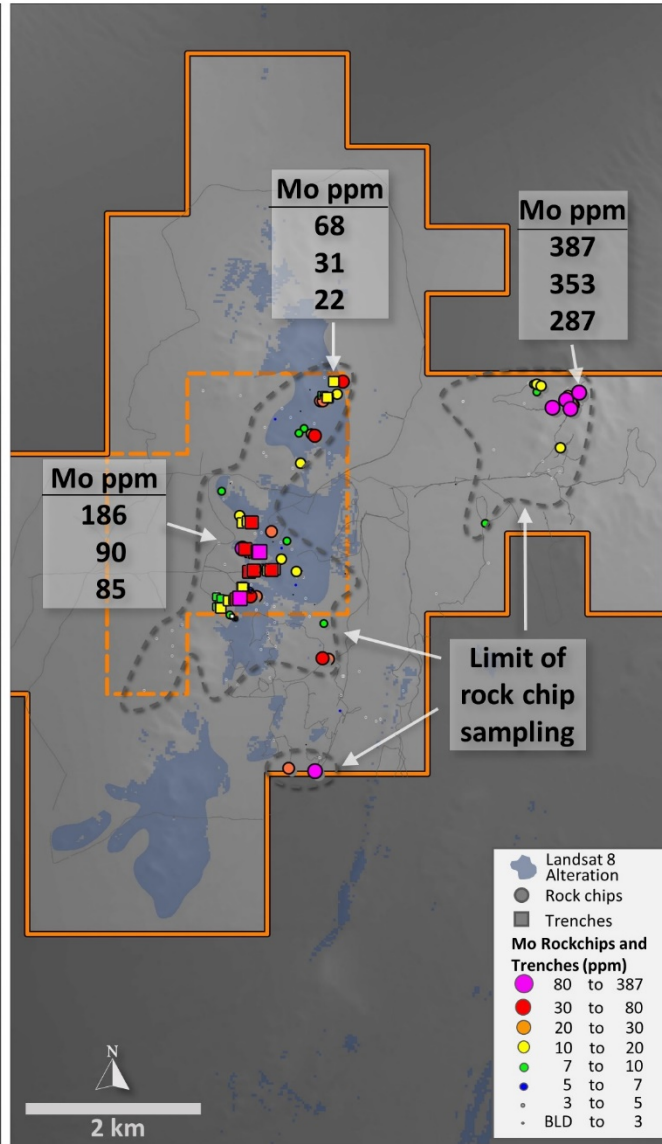 Mo ppm
68
31
22
Mo ppm
387
353
287
Mo ppm
186
90
85
Limit of
rock chip
sampling
Landsat 8
Alteration
Rock chips
Trenches
Mo Rockchips and
Trenches (ppm)
80 to 387
30 to 80
20 to 30
10 to 20
7 to 10
5 to 7
3 to 5
BLD to 3
N
2 km